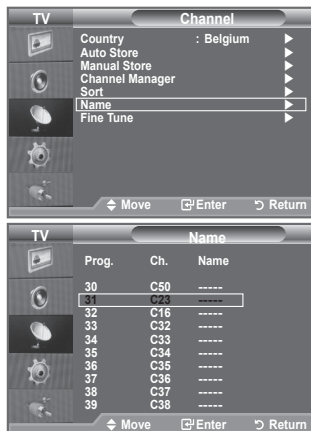 TV Channel
Country : Belgium
Auto Store
Manual Store
Channel Manager
Sort
Name
Fine Tune
Move Enter Return
TV Name
Prog. Ch. Name
30 C50 -----
31 C23 -----
32 C16 -----
33 C32 -----
34 C33 -----
35 C34 -----
36 C35 -----
37 C36 -----
38 C37 -----
39 C38 -----
Move Enter Return